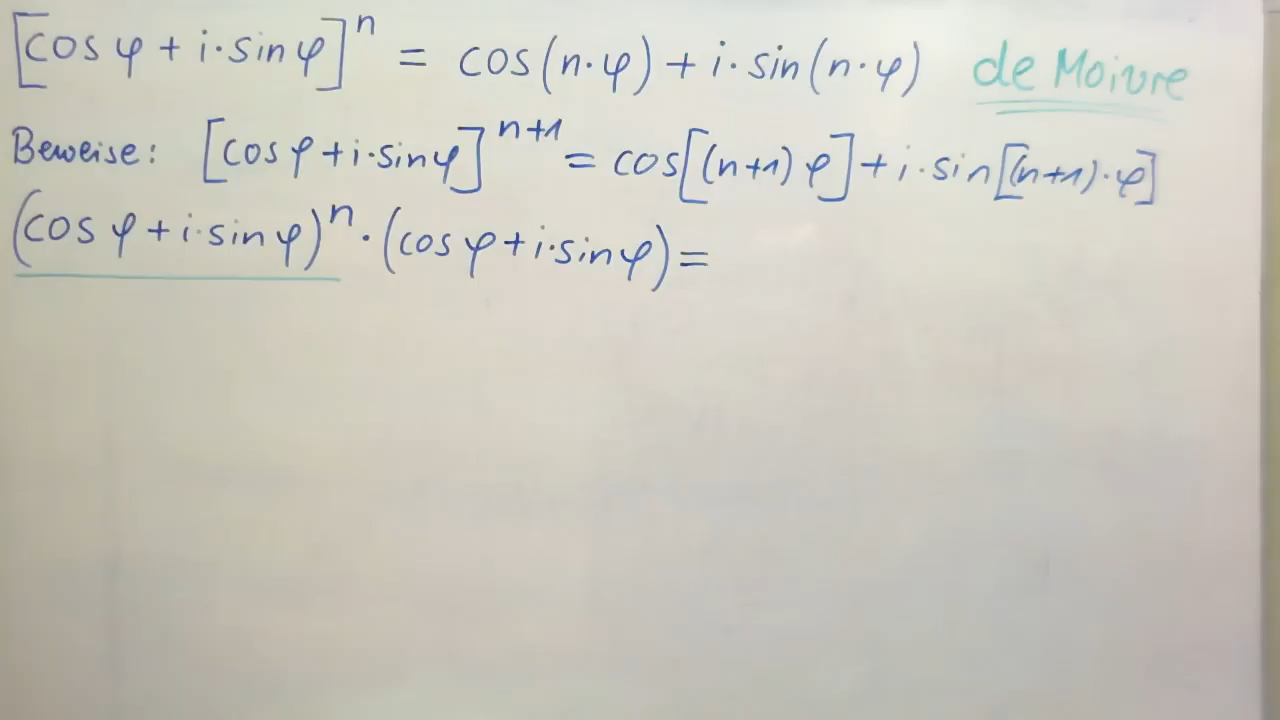 [cos φ + i·sin φ]ⁿ = cos(n·φ) + i·sin(n·φ) de Moivre
Beweise: [cos φ + i·sin φ]ⁿ⁺¹ = cos[(n+1) φ] + i·sin[(n+1)·φ]
(cos φ + i·sin φ)ⁿ · (cos φ + i·sin φ) =